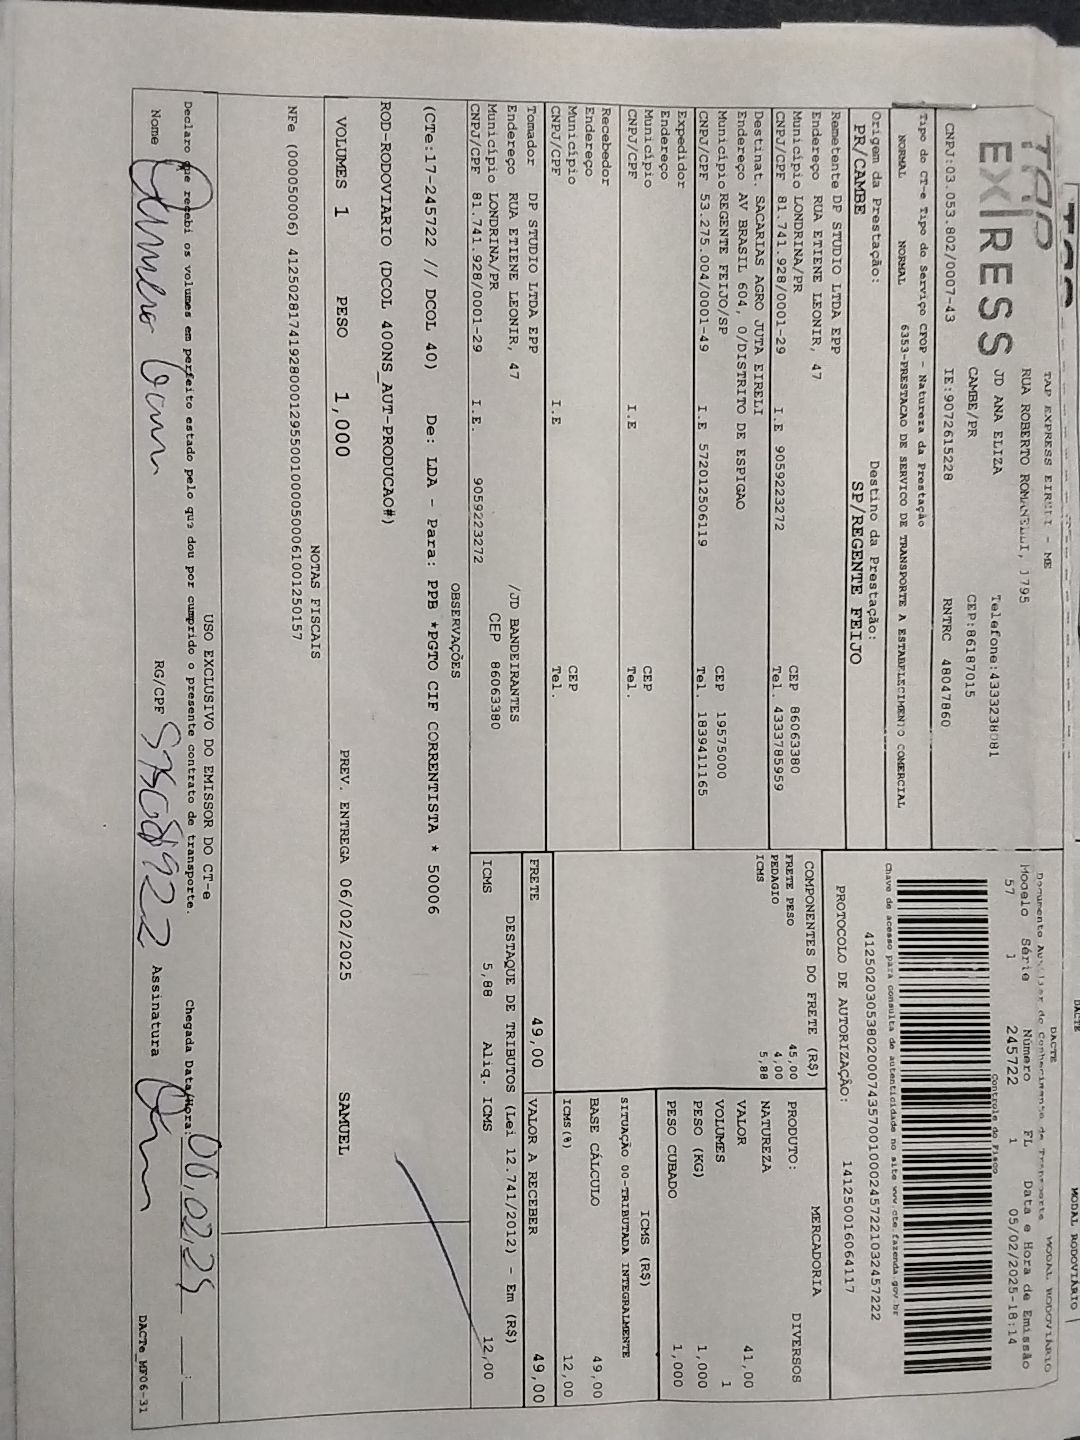 TAP
EX|RESS
TAP EXPRESS EIRELI - ME
RUA ROBERTO ROMANELLI, 1795
JD ANA ELIZA Telefone:4333238081
CAMBE/PR CEP:86187015
CNPJ:03.053.802/0007-43 IE:9072615228 RNTRC 48047860
DACTE
Documento Auxiliar do Conhecimento de Transporte MODAL RODOVIÁRIO
Modelo Série Número FL Data e Hora de Emissão
57 1 245722 1 05/02/2025-18:14
Controle do Fisco
Chave de acesso para consulta de autenticidade no site www.cte.fazenda.gov.br
41250203053802000743570010002457221032457222
PROTOCOLO DE AUTORIZAÇÃO: 141250016064117
Tipo do CT-e Tipo do Serviço CFOP - Natureza da Prestação
NORMAL NORMAL 6353-PRESTACAO DE SERVICO DE TRANSPORTE A ESTABELECIMENTO COMERCIAL
Origem da Prestação: Destino da Prestação:
PR/CAMBE SP/REGENTE FEIJO
Remetente DP STUDIO LTDA EPP
Endereço RUA ETIENE LEONIR, 47
Município LONDRINA/PR CEP 86063380
CNPJ/CPF 81.741.928/0001-29 I.E 9059223272 Tel. 4333785959
Destinat. SACARIAS AGRO JUTA EIRELI
Endereço AV BRASIL 604, 0/DISTRITO DE ESPIGAO
Município REGENTE FEIJO/SP CEP 19575000
CNPJ/CPF 53.275.004/0001-49 I.E 572012506119 Tel. 1839411165
Expedidor
Endereço
Município CEP
CNPJ/CPF I.E Tel.
Recebedor
Endereço
Município CEP
CNPJ/CPF I.E Tel.
Tomador DP STUDIO LTDA EPP
Endereço RUA ETIENE LEONIR, 47 /JD BANDEIRANTES
Município LONDRINA/PR CEP 86063380
CNPJ/CPF 81.741.928/0001-29 I.E. 9059223272
COMPONENTES DO FRETE (R$)
FRETE PESO 45,00
PEDAGIO 4,00
ICMS 5,88
MERCADORIA
PRODUTO: DIVERSOS
NATUREZA
VALOR 41,00
VOLUMES 1
PESO (KG) 1,000
PESO CUBADO 1,000
ICMS (R$)
SITUAÇÃO 00-TRIBUTADA INTEGRALMENTE
BASE CÁLCULO 49,00
ICMS(%) 12,00
FRETE 49,00 VALOR A RECEBER 49,00
DESTAQUE DE TRIBUTOS (Lei 12.741/2012) - Em (R$)
ICMS 5,88 Aliq. ICMS 12,00
OBSERVAÇÕES
(CTe:17-245722 // DCOL 40) De: LDA - Para: PPB *PGTO CIF CORRENTISTA * 50006
ROD-RODOVIARIO (DCOL 400NS_AUT-PRODUCAO#)
VOLUMES 1 PESO 1,000 PREV. ENTREGA 06/02/2025 SAMUEL
NOTAS FISCAIS
NFe (000050006) 41250281741928000129550010000500061001250157
USO EXCLUSIVO DO EMISSOR DO CT-e
Declaro que recebi os volumes em perfeito estado pelo que dou por cumprido o presente contrato de transporte. Chegada Data/Hora: 06,02,25
Nome RG/CPF Assinatura
DACTe_MF06-31